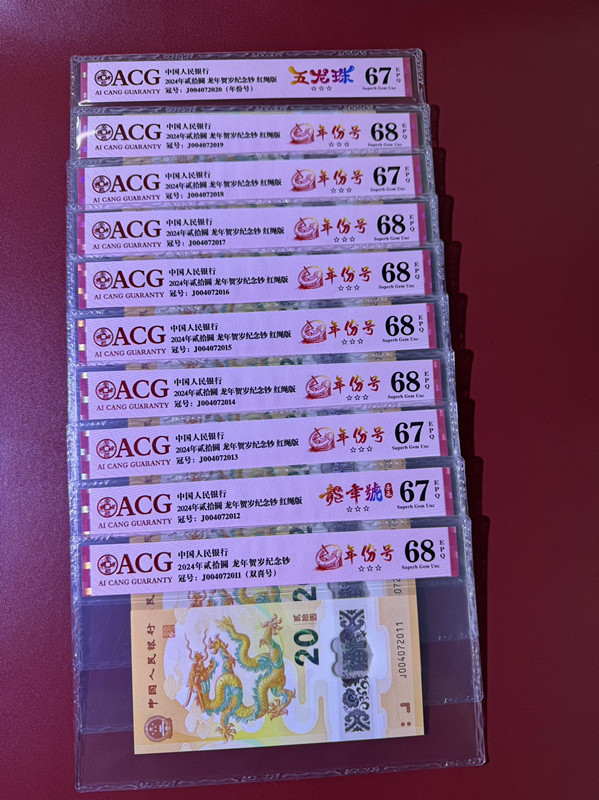 ACG
AI CANG GUARANTY
中国人民银行
2024年贰拾圆 龙年贺岁纪念钞 红绳版
冠号：J004072020（年份号）
五龙珠
☆☆☆
67
EPQ
Superb Gem Unc
ACG
AI CANG GUARANTY
中国人民银行
2024年贰拾圆 龙年贺岁纪念钞 红绳版
冠号：J004072019
年份号
☆☆☆
68
EPQ
Superb Gem Unc
ACG
AI CANG GUARANTY
中国人民银行
2024年贰拾圆 龙年贺岁纪念钞 红绳版
冠号：J004072018
年份号
☆☆☆
67
EPQ
Superb Gem Unc
ACG
AI CANG GUARANTY
中国人民银行
2024年贰拾圆 龙年贺岁纪念钞 红绳版
冠号：J004072017
年份号
☆☆☆
68
EPQ
Superb Gem Unc
ACG
AI CANG GUARANTY
中国人民银行
2024年贰拾圆 龙年贺岁纪念钞 红绳版
冠号：J004072016
年份号
☆☆☆
68
EPQ
Superb Gem Unc
ACG
AI CANG GUARANTY
中国人民银行
2024年贰拾圆 龙年贺岁纪念钞 红绳版
冠号：J004072015
年份号
☆☆☆
68
EPQ
Superb Gem Unc
ACG
AI CANG GUARANTY
中国人民银行
2024年贰拾圆 龙年贺岁纪念钞 红绳版
冠号：J004072014
年份号
☆☆☆
68
EPQ
Superb Gem Unc
ACG
AI CANG GUARANTY
中国人民银行
2024年贰拾圆 龙年贺岁纪念钞 红绳版
冠号：J004072013
年份号
☆☆☆
67
EPQ
Superb Gem Unc
ACG
AI CANG GUARANTY
中国人民银行
2024年贰拾圆 龙年贺岁纪念钞 红绳版
冠号：J004072012
龍年號
☆☆☆
67
EPQ
Superb Gem Unc
ACG
AI CANG GUARANTY
中国人民银行
2024年贰拾圆 龙年贺岁纪念钞
冠号：J004072011（双喜号）
年份号
☆☆☆
68
EPQ
Superb Gem Unc
中国人民银行
20
贰拾圆
J004072011